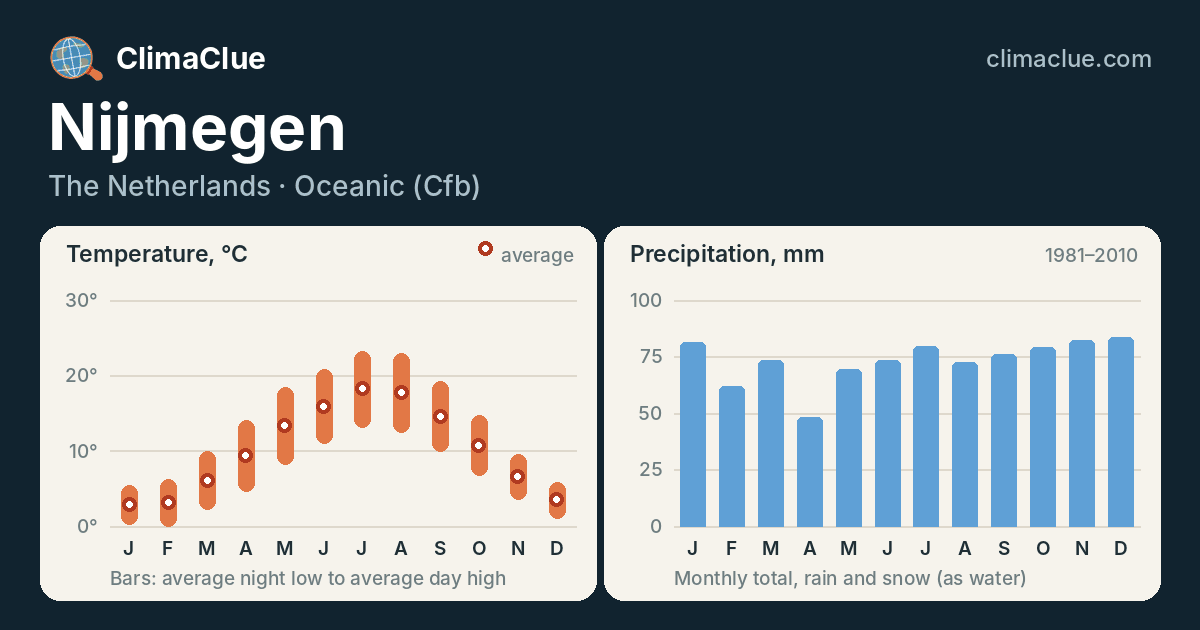 ClimaClue
climaclue.com
Nijmegen
The Netherlands · Oceanic (Cfb)
Temperature, °C
average
30°
20°
10°
0°
J F M A M J J A S O N D
Bars: average night low to average day high
Precipitation, mm
1981–2010
100
75
50
25
0
J F M A M J J A S O N D
Monthly total, rain and snow (as water)